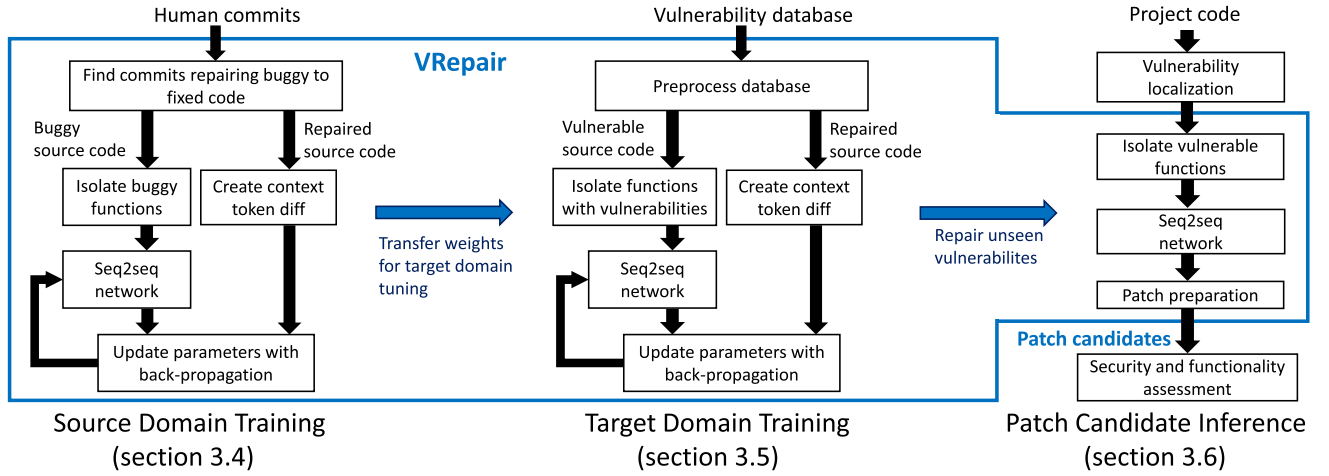 Human commits
Vulnerability database
Project code
VRepair
Find commits repairing buggy to
fixed code
Buggy
source code
Repaired
source code
Isolate buggy
functions
Create context
token diff
Seq2seq
network
Update parameters with
back-propagation
Source Domain Training
(section 3.4)
Transfer weights
for target domain
tuning
Preprocess database
Vulnerable
source code
Repaired
source code
Isolate functions
with vulnerabilities
Create context
token diff
Seq2seq
network
Update parameters with
back-propagation
Target Domain Training
(section 3.5)
Repair unseen
vulnerabilites
Vulnerability
localization
Isolate vulnerable
functions
Seq2seq
network
Patch preparation
Patch candidates
Security and functionality
assessment
Patch Candidate Inference
(section 3.6)